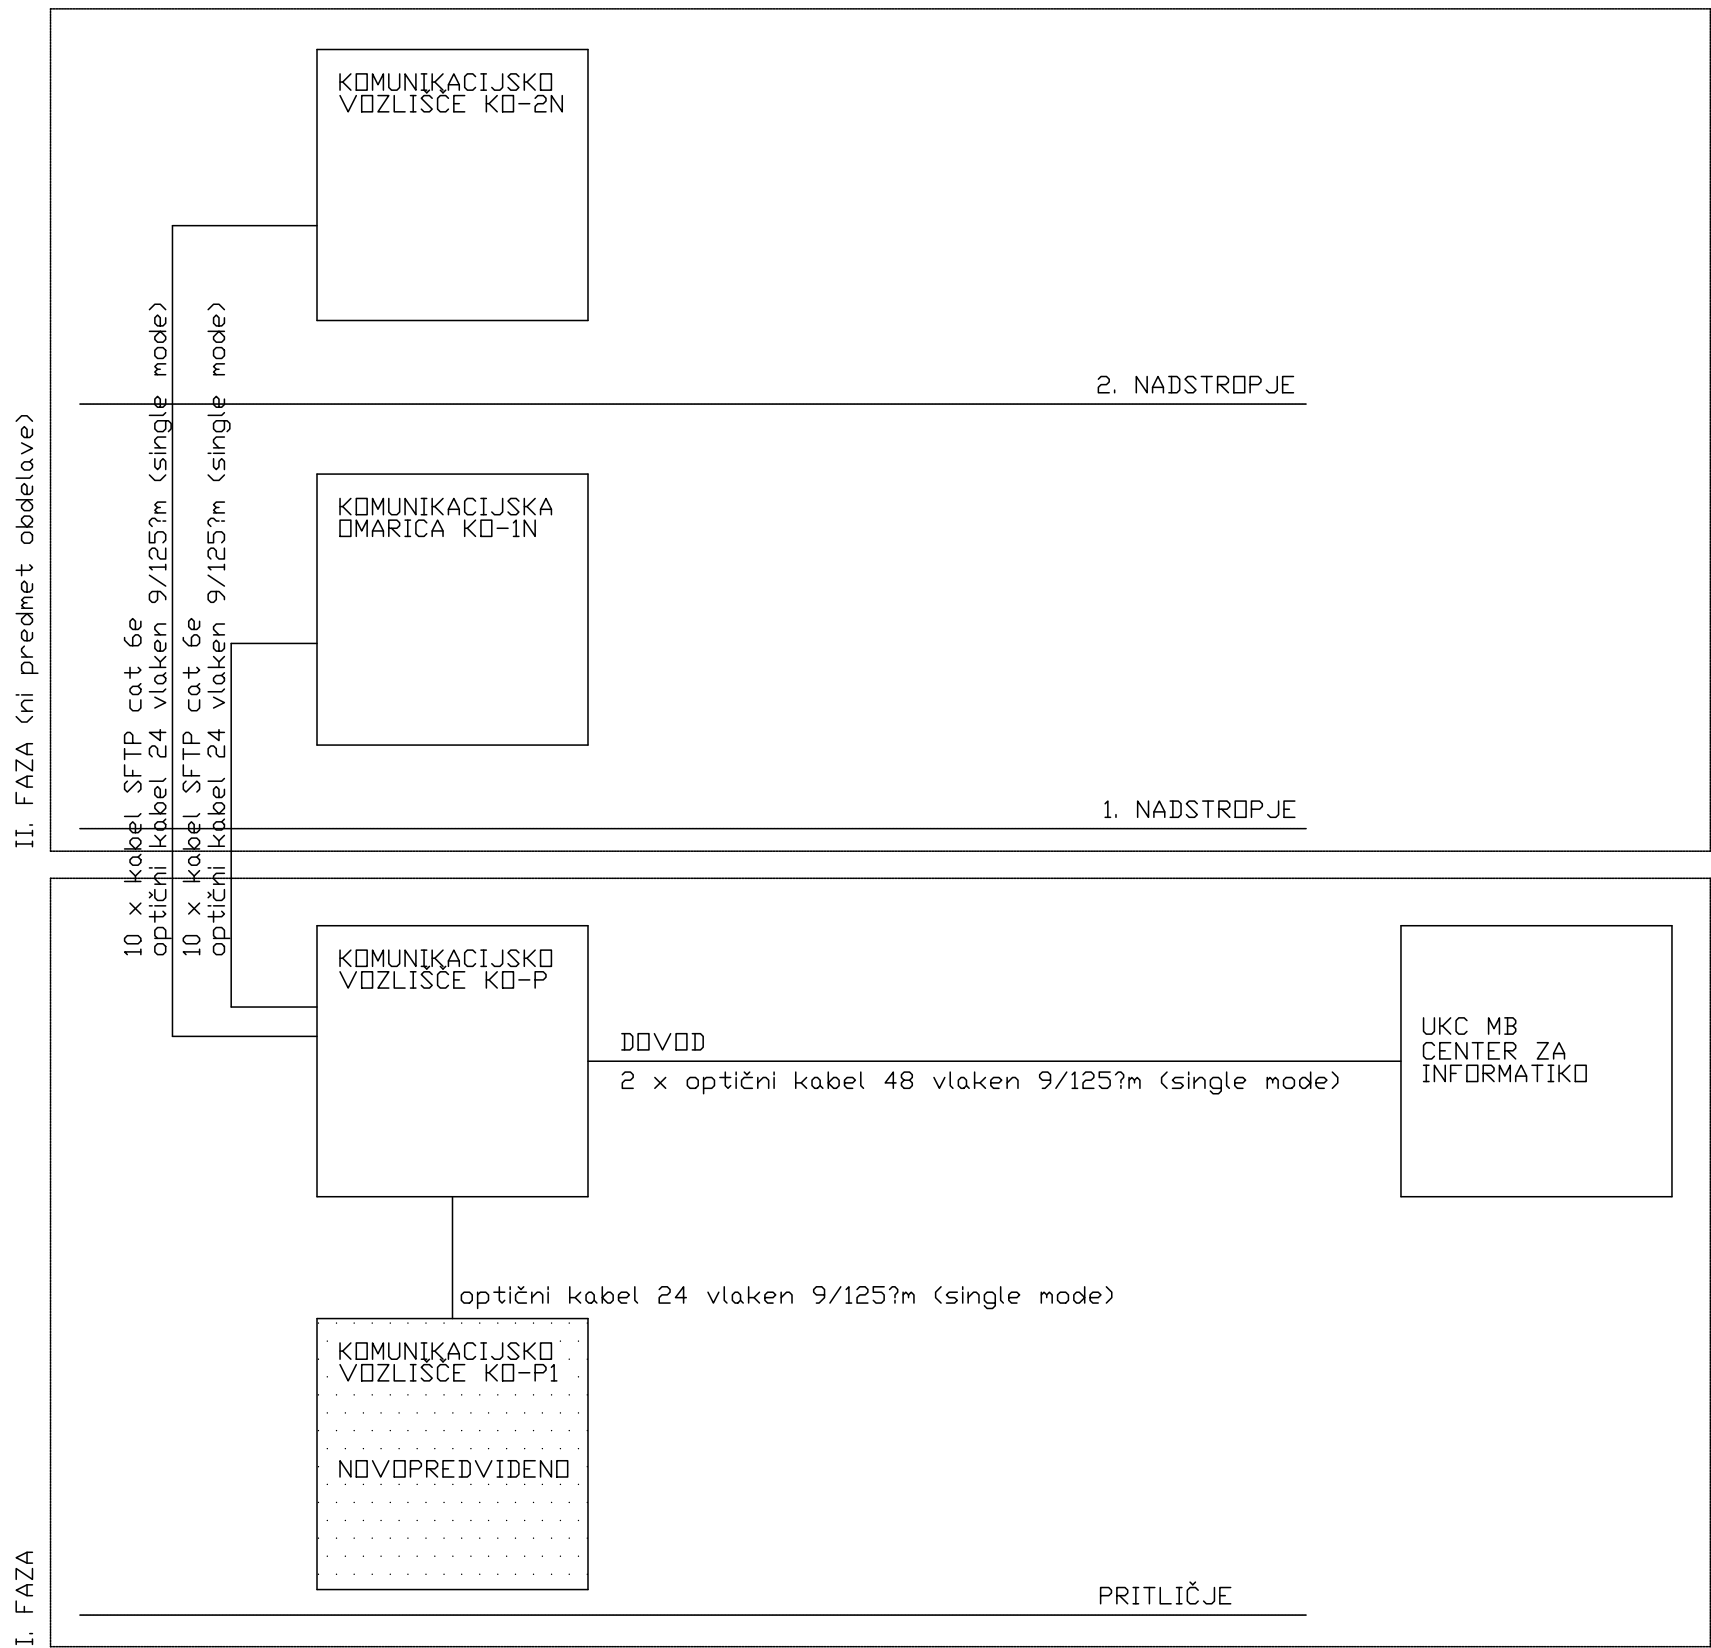 KOMUNIKACIJSKO
VOZLIŠČE KO-2N
2. NADSTROPJE
II. FAZA (ni predmet obdelave)
10 x kabel SFTP cat 6e
optični kabel 24 vlaken 9/125?m (single mode)
10 x kabel SFTP cat 6e
optični kabel 24 vlaken 9/125?m (single mode)
KOMUNIKACIJSKA
OMARICA KO-1N
1. NADSTROPJE
KOMUNIKACIJSKO
VOZLIŠČE KO-P
DOVOD
2 x optični kabel 48 vlaken 9/125?m (single mode)
UKC MB
CENTER ZA
INFORMATIKO
optični kabel 24 vlaken 9/125?m (single mode)
KOMUNIKACIJSKO
VOZLIŠČE KO-P1
NOVOPREDVIDENO
I. FAZA
PRITLIČJE